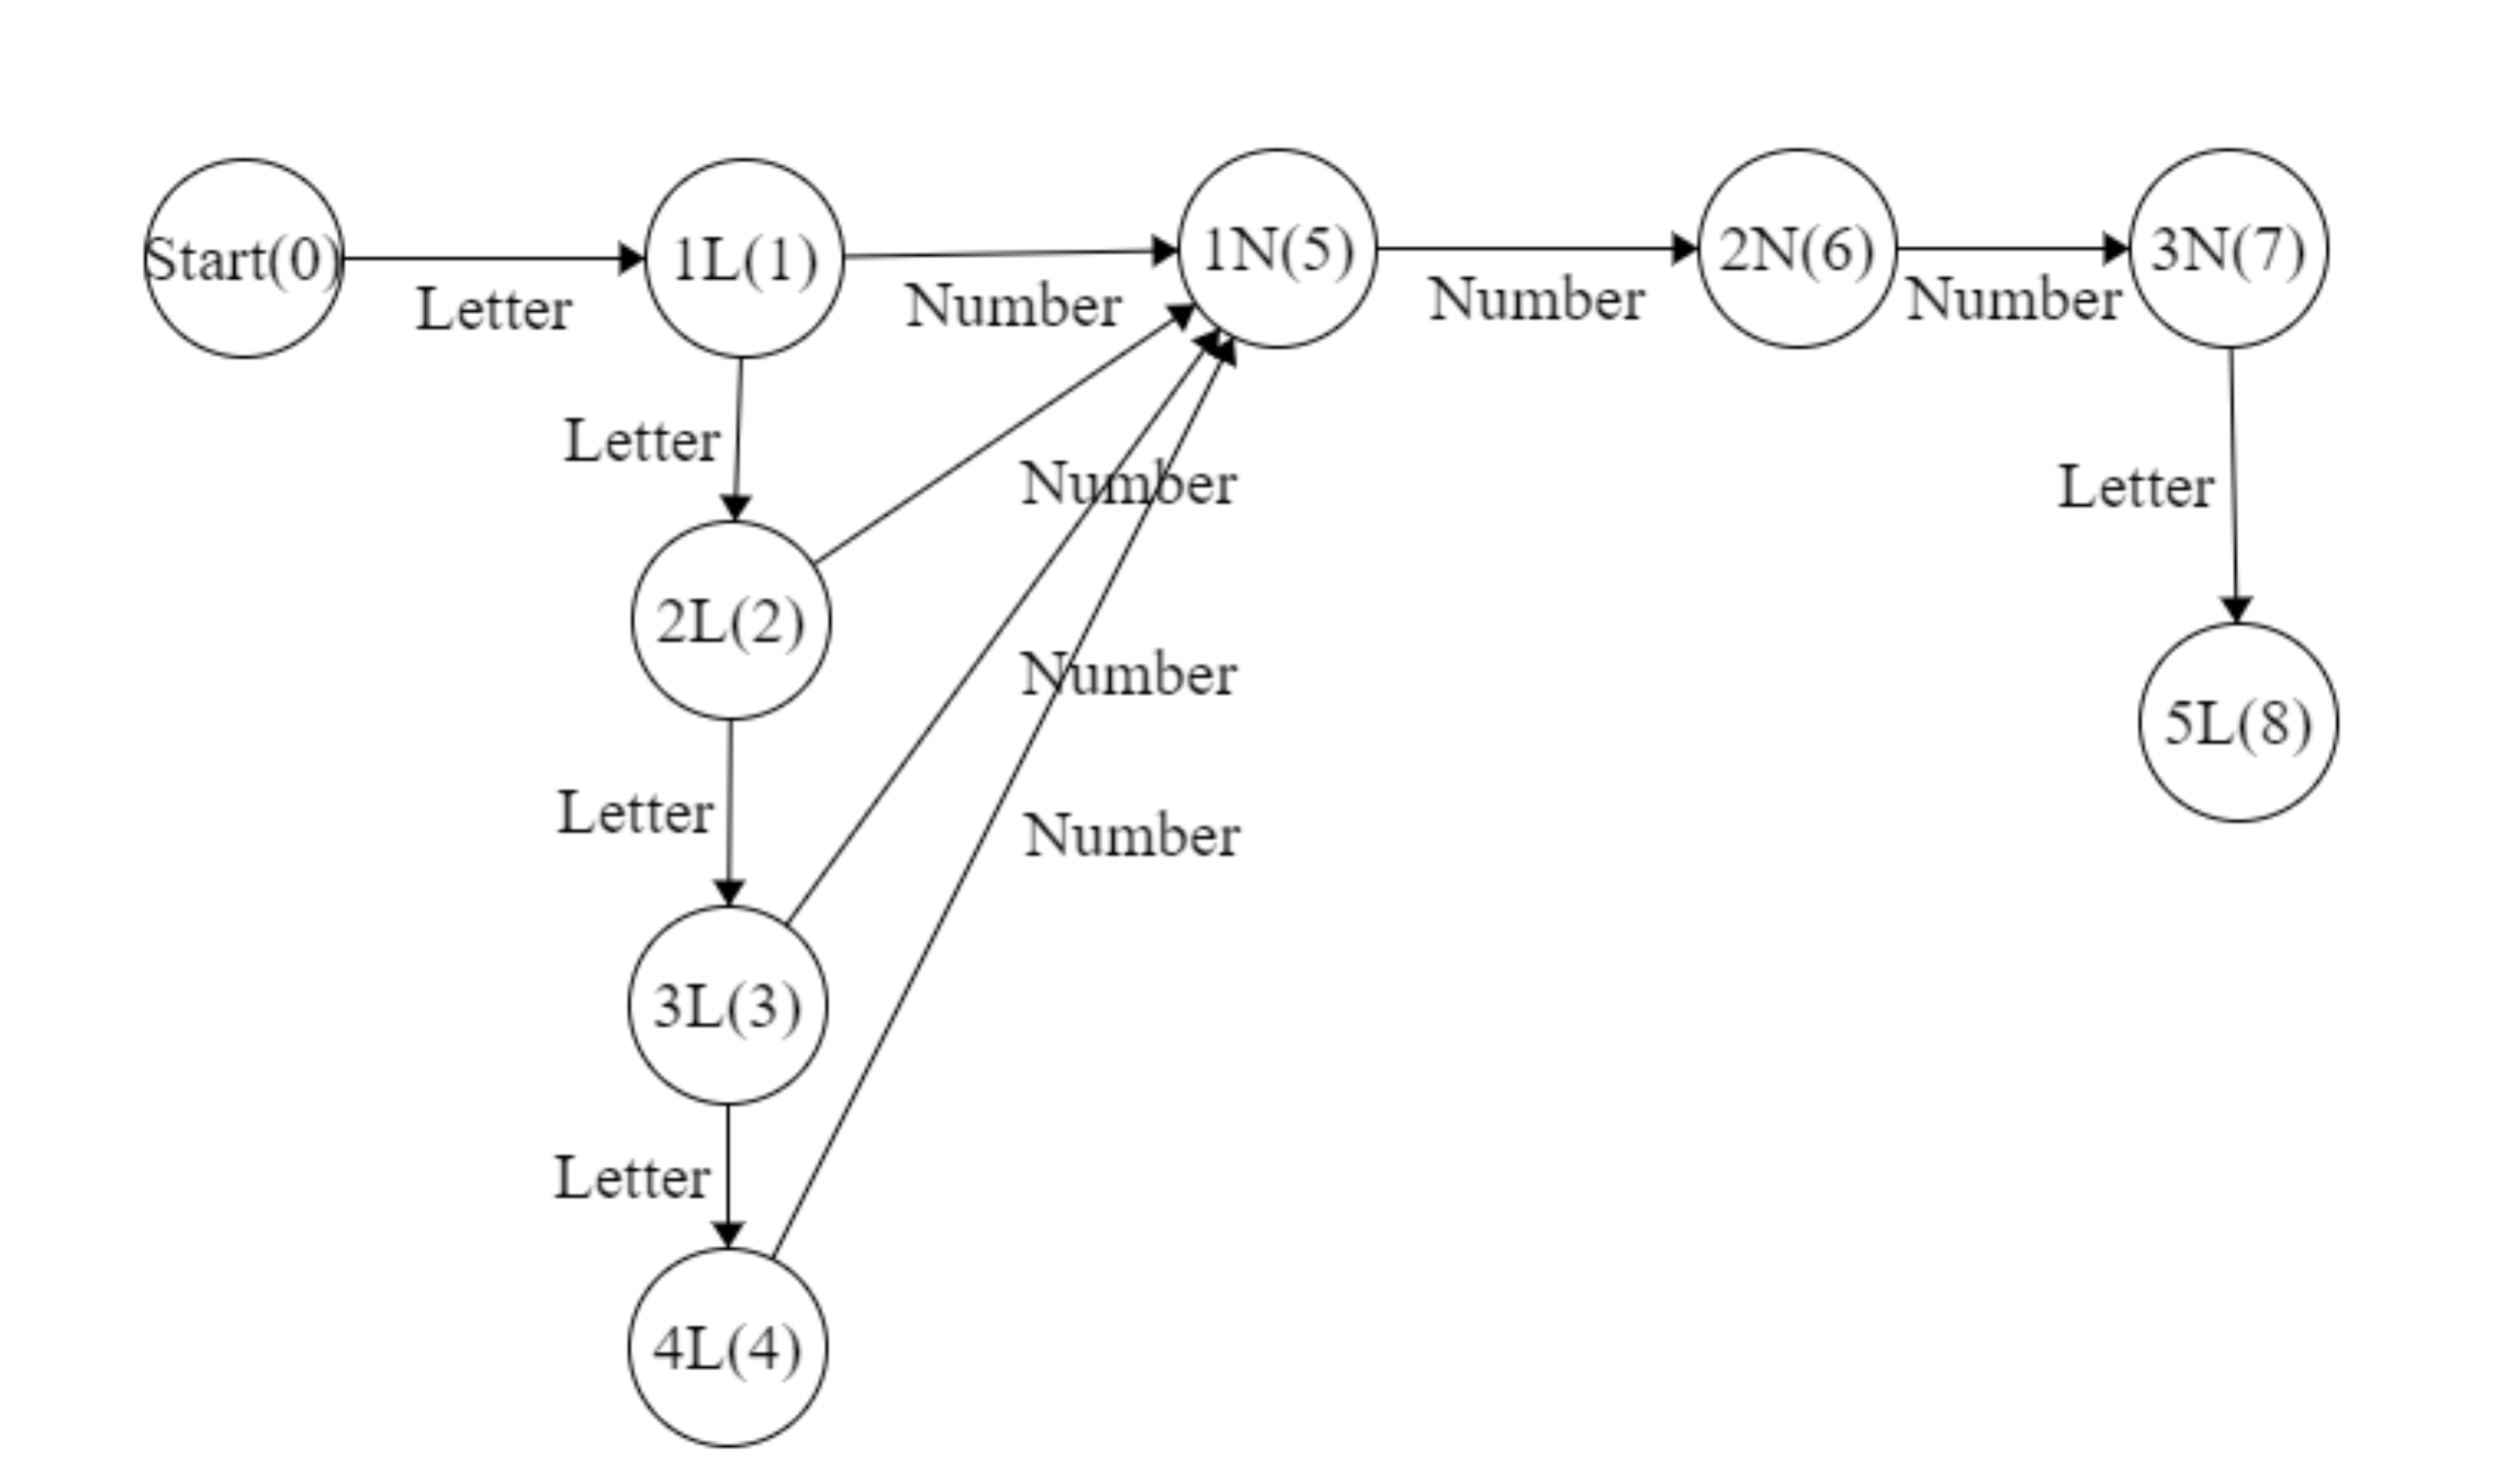 Start(0)
Letter
1L(1)
Number
1N(5)
Number
2N(6)
Number
3N(7)
Letter
Number
Letter
2L(2)
Number
5L(8)
Letter
Number
3L(3)
Letter
4L(4)